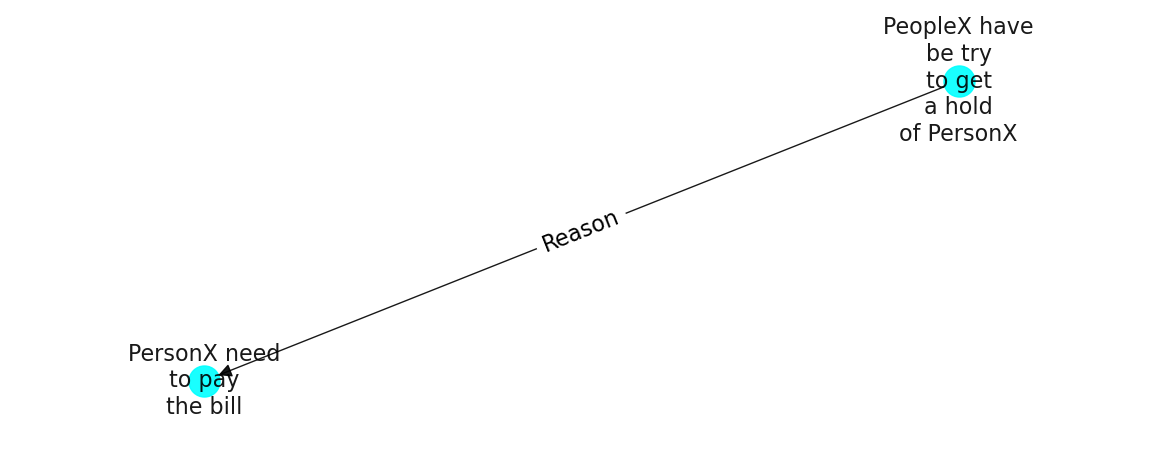 PeopleX have
be try
to get
a hold
of PersonX
Reason
PersonX need
to pay
the bill